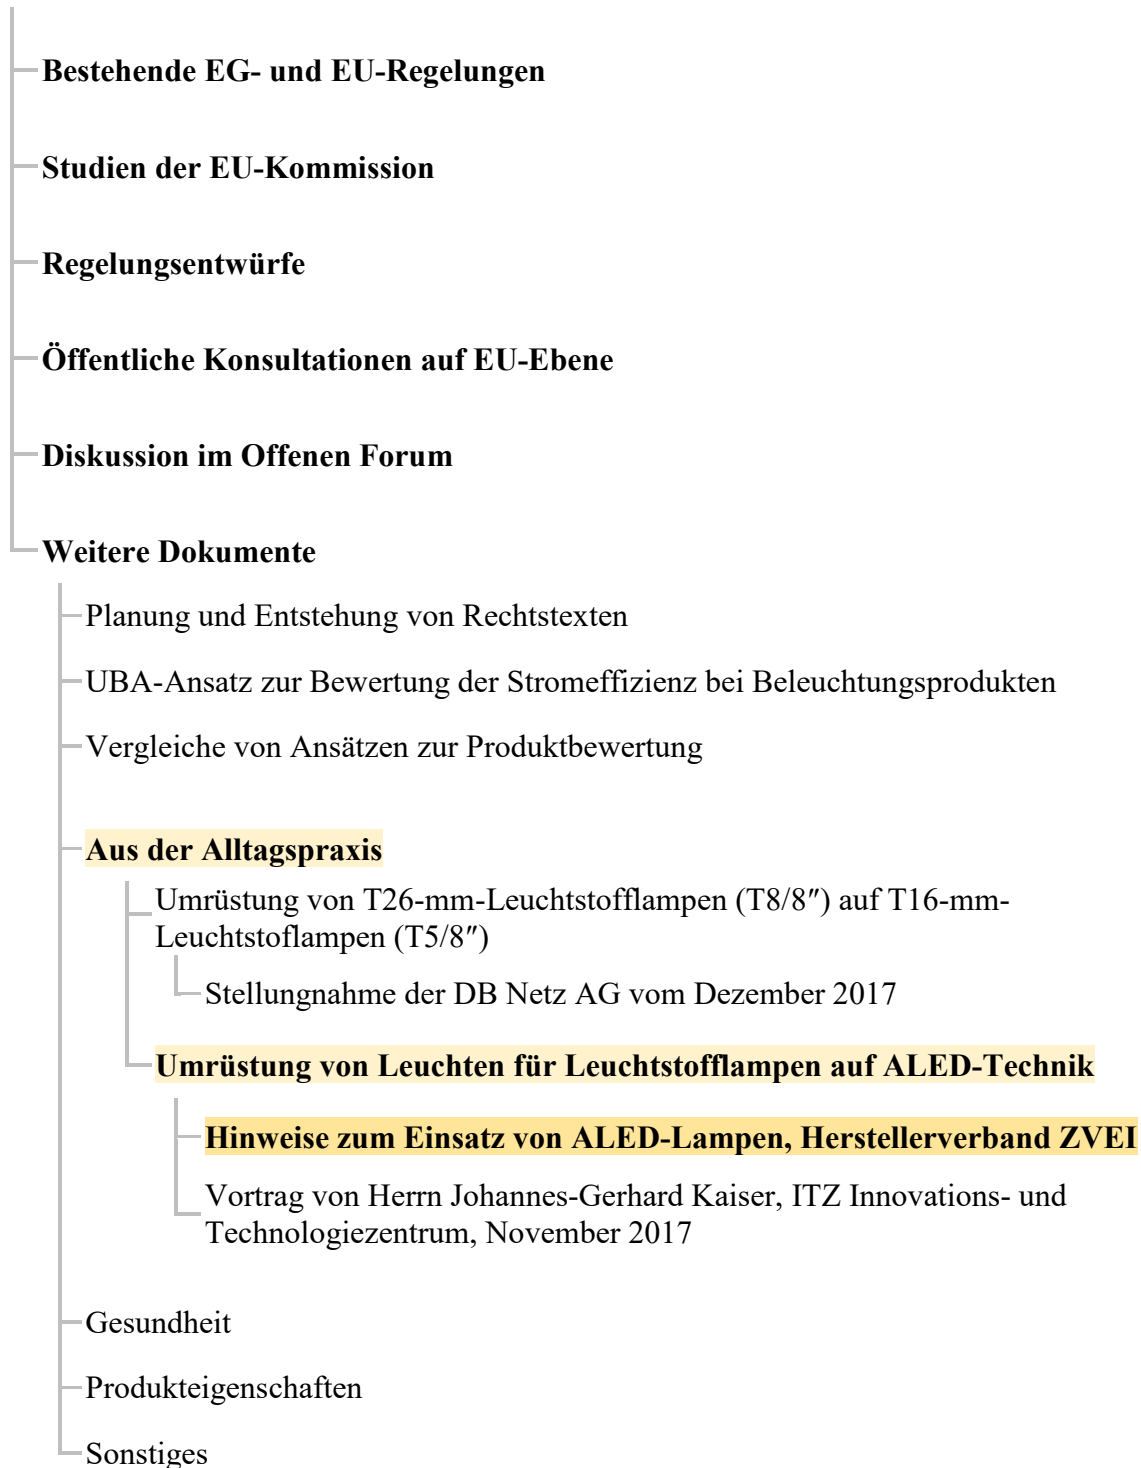 Bestehende EG- und EU-Regelungen
Studien der EU-Kommission
Regelungsentwürfe
Öffentliche Konsultationen auf EU-Ebene
Diskussion im Offenen Forum
Weitere Dokumente
Planung und Entstehung von Rechtstexten
UBA-Ansatz zur Bewertung der Stromeffizienz bei Beleuchtungsprodukten
Vergleiche von Ansätzen zur Produktbewertung
Aus der Alltagspraxis
Umrüstung von T26-mm-Leuchtstofflampen (T8/8″) auf T16-mm-
Leuchtstoflampen (T5/8″)
Stellungnahme der DB Netz AG vom Dezember 2017
Umrüstung von Leuchten für Leuchtstofflampen auf ALED-Technik
Hinweise zum Einsatz von ALED-Lampen, Herstellerverband ZVEI
Vortrag von Herrn Johannes-Gerhard Kaiser, ITZ Innovations- und
Technologiezentrum, November 2017
Gesundheit
Produkteigenschaften
Sonstiges